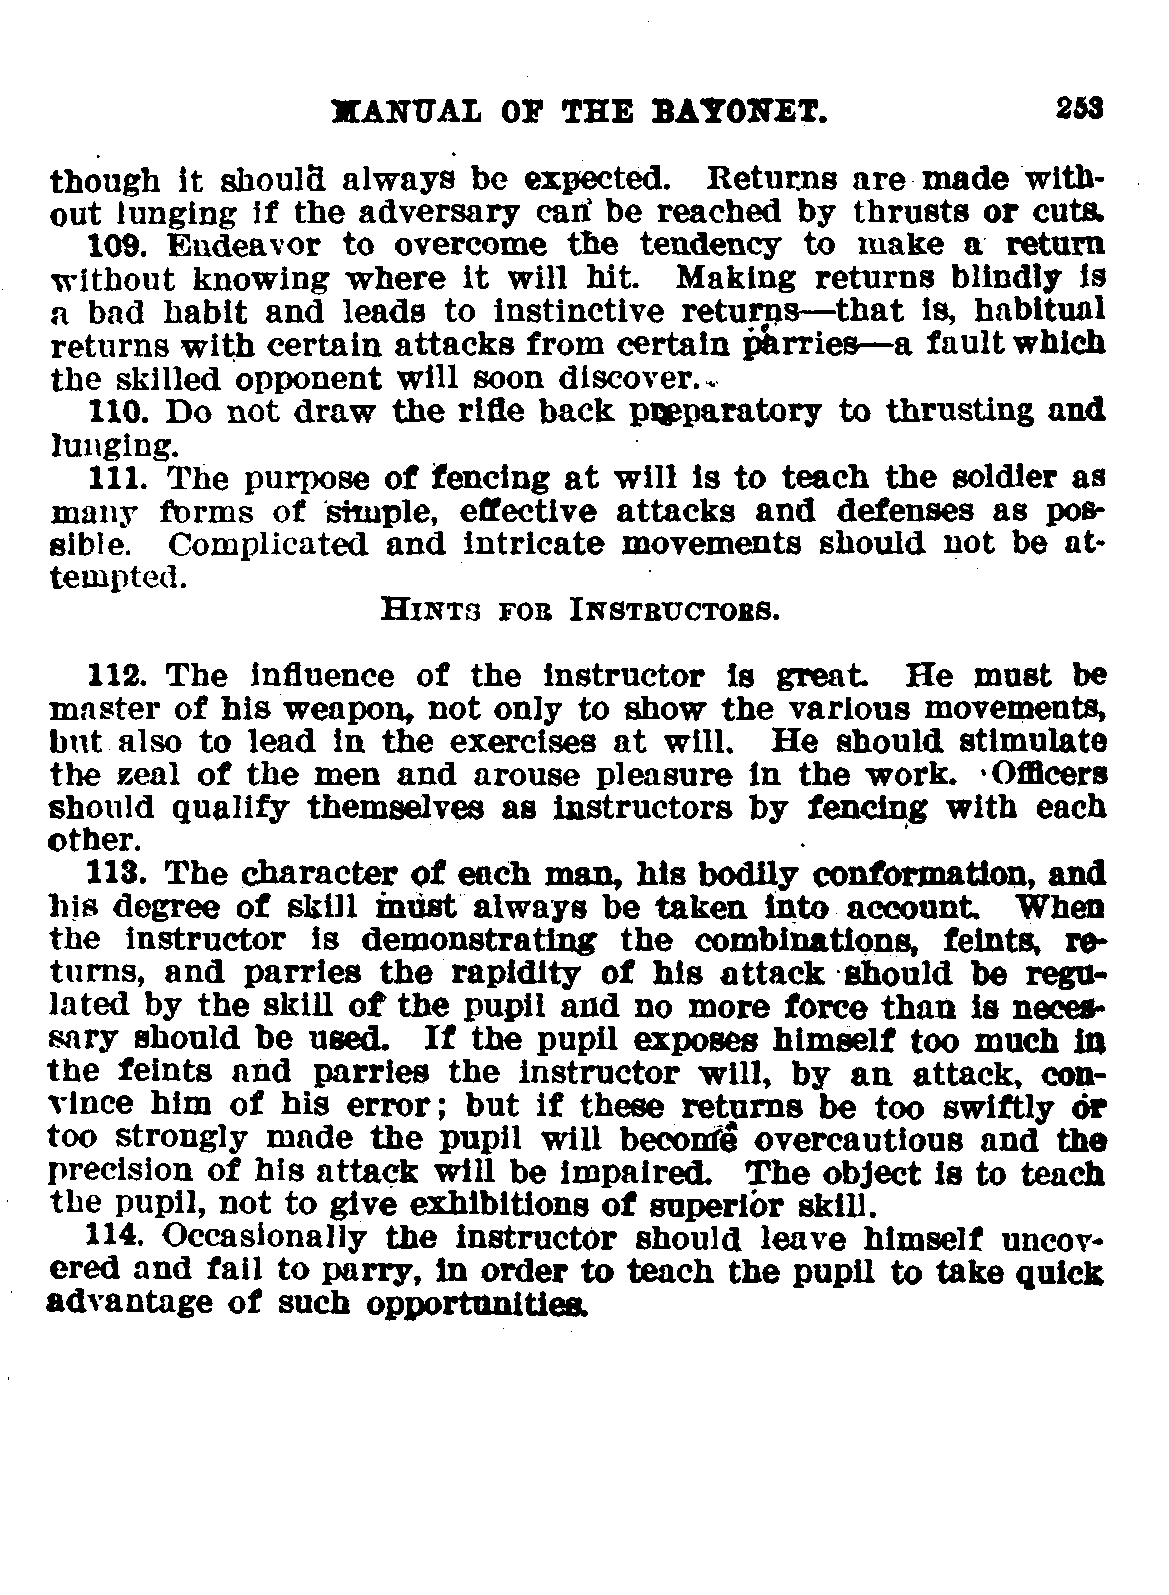 MANUAL OF THE BAYONET. 253
though it should always be expected. Returns are made with-
out lunging if the adversary can be reached by thrusts or cuts.
109. Endeavor to overcome the tendency to make a return
without knowing where it will hit. Making returns blindly is
a bad habit and leads to instinctive returns—that is, habitual
returns with certain attacks from certain parries—a fault which
the skilled opponent will soon discover.
110. Do not draw the rifle back preparatory to thrusting and
lunging.
111. The purpose of fencing at will is to teach the soldier as
many forms of simple, effective attacks and defenses as pos-
sible. Complicated and intricate movements should not be at-
tempted.
HINTS FOR INSTRUCTORS.
112. The influence of the instructor is great. He must be
master of his weapon, not only to show the various movements,
but also to lead in the exercises at will. He should stimulate
the zeal of the men and arouse pleasure in the work. Officers
should qualify themselves as instructors by fencing with each
other.
113. The character of each man, his bodily conformation, and
his degree of skill must always be taken into account. When
the instructor is demonstrating the combinations, feints, re-
turns, and parries the rapidity of his attack should be regu-
lated by the skill of the pupil and no more force than is neces-
sary should be used. If the pupil exposes himself too much in
the feints and parries the instructor will, by an attack, con-
vince him of his error; but if these returns be too swiftly or
too strongly made the pupil will become overcautious and the
precision of his attack will be impaired. The object is to teach
the pupil, not to give exhibitions of superior skill.
114. Occasionally the instructor should leave himself uncov-
ered and fail to parry, in order to teach the pupil to take quick
advantage of such opportunities.